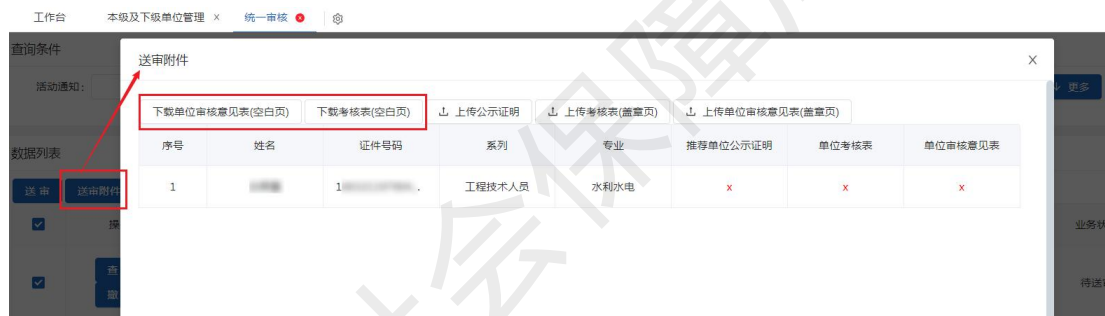 工作台 本级及下级单位管理 × 统一审核
查询条件
送审附件 X
活动通知: 更多
下载单位审核意见表(空白页) 下载考核表(空白页) 上传公示证明 上传考核表(盖章页) 上传单位审核意见表(盖章页)
数据列表
序号 姓名 证件号码 系列 专业 推荐单位公示证明 单位考核表 单位审核意见表
送 审 送审附件
1 1 工程技术人员 水利水电 x x x
操 业务状
查 待送
撤
会保障